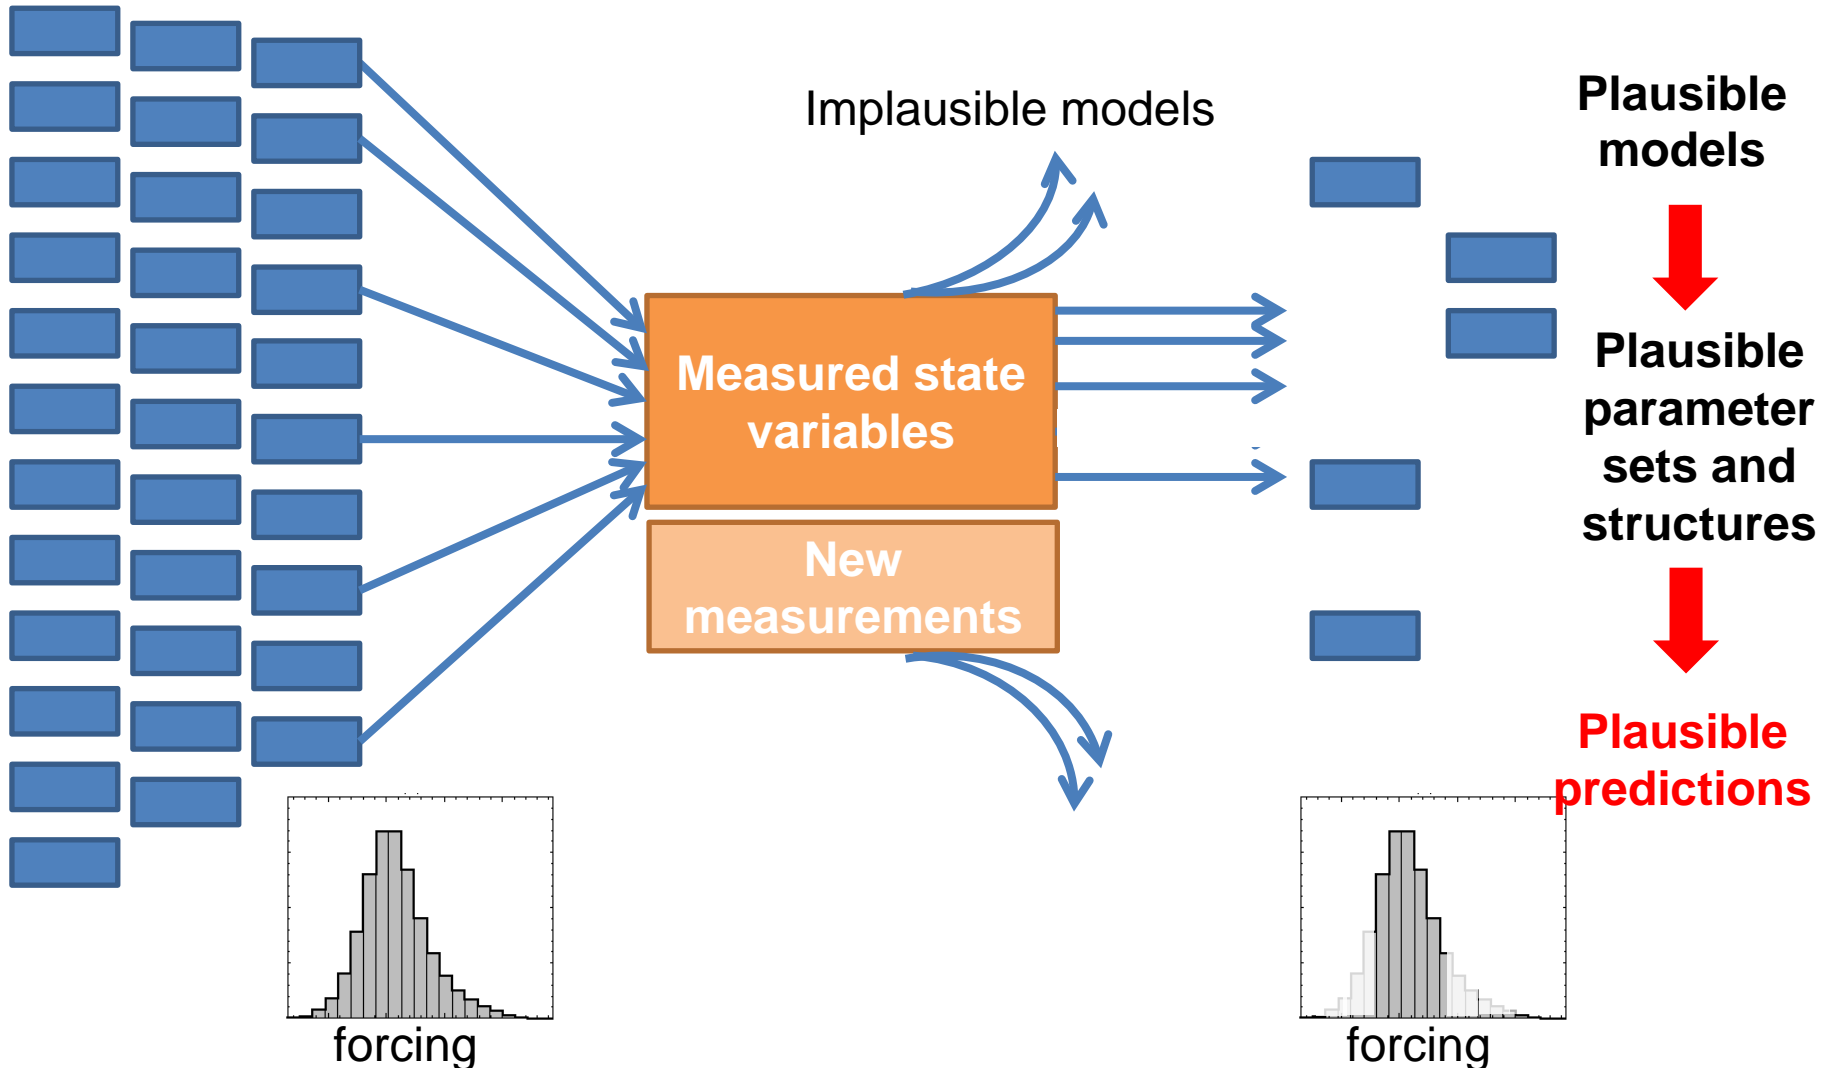 Implausible models
Measured state
variables
New
measurements
Plausible
models
Plausible
parameter
sets and
structures
Plausible
predictions
forcing
forcing